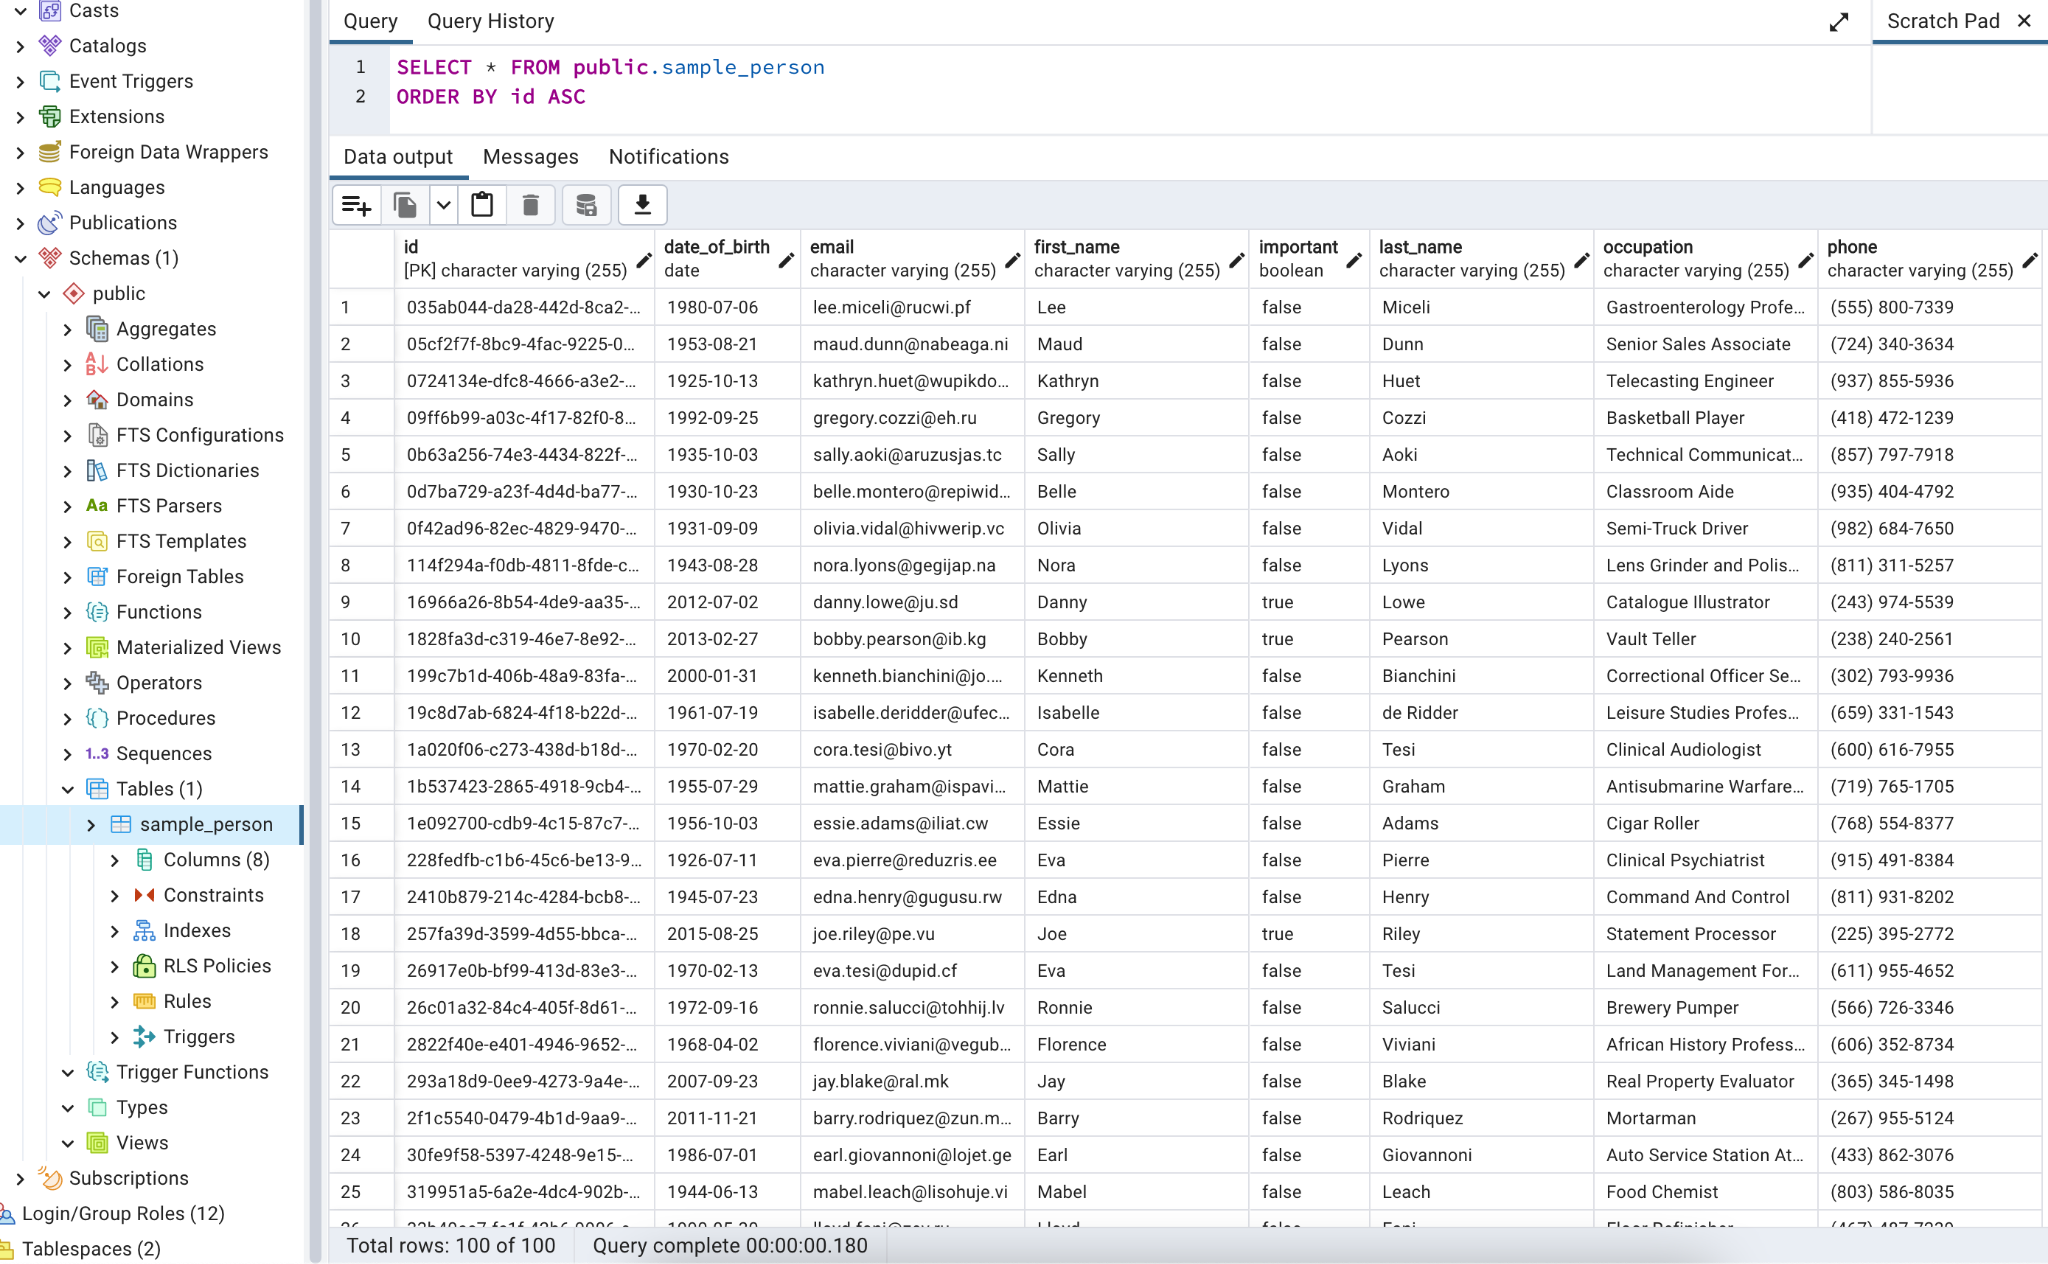 Casts
Catalogs
Event Triggers
Extensions
Foreign Data Wrappers
Languages
Publications
Schemas (1)
public
Aggregates
Collations
Domains
FTS Configurations
FTS Dictionaries
Aa FTS Parsers
FTS Templates
Foreign Tables
Functions
Materialized Views
Operators
Procedures
1..3 Sequences
Tables (1)
sample_person
Columns (8)
Constraints
Indexes
RLS Policies
Rules
Triggers
Trigger Functions
Types
Views
Subscriptions
Login/Group Roles (12)
Tablespaces (2)
Query Query History
Scratch Pad
1 SELECT * FROM public.sample_person
2 ORDER BY id ASC
Data output Messages Notifications
id date_of_birth email first_name important last_name occupation phone
[PK] character varying (255) date character varying (255) character varying (255) boolean character varying (255) character varying (255) character varying (255)
1 035ab044-da28-442d-8ca2-... 1980-07-06 lee.miceli@rucwi.pf Lee false Miceli Gastroenterology Profe... (555) 800-7339
2 05cf2f7f-8bc9-4fac-9225-0... 1953-08-21 maud.dunn@nabeaga.ni Maud false Dunn Senior Sales Associate (724) 340-3634
3 0724134e-dfc8-4666-a3e2-... 1925-10-13 kathryn.huet@wupikdo... Kathryn false Huet Telecasting Engineer (937) 855-5936
4 09ff6b99-a03c-4f17-82f0-8... 1992-09-25 gregory.cozzi@eh.ru Gregory false Cozzi Basketball Player (418) 472-1239
5 0b63a256-74e3-4434-822f-... 1935-10-03 sally.aoki@aruzusjas.tc Sally false Aoki Technical Communicat... (857) 797-7918
6 0d7ba729-a23f-4d4d-ba77-... 1930-10-23 belle.montero@repiwid... Belle false Montero Classroom Aide (935) 404-4792
7 0f42ad96-82ec-4829-9470-... 1931-09-09 olivia.vidal@hivwerip.vc Olivia false Vidal Semi-Truck Driver (982) 684-7650
8 114f294a-f0db-4811-8fde-c... 1943-08-28 nora.lyons@gegijap.na Nora false Lyons Lens Grinder and Polis... (811) 311-5257
9 16966a26-8b54-4de9-aa35-... 2012-07-02 danny.lowe@ju.sd Danny true Lowe Catalogue Illustrator (243) 974-5539
10 1828fa3d-c319-46e7-8e92-... 2013-02-27 bobby.pearson@ib.kg Bobby true Pearson Vault Teller (238) 240-2561
11 199c7b1d-406b-48a9-83fa-... 2000-01-31 kenneth.bianchini@jo.... Kenneth false Bianchini Correctional Officer Se... (302) 793-9936
12 19c8d7ab-6824-4f18-b22d-... 1961-07-19 isabelle.deridder@ufec... Isabelle false de Ridder Leisure Studies Profes... (659) 331-1543
13 1a020f06-c273-438d-b18d-... 1970-02-20 cora.tesi@bivo.yt Cora false Tesi Clinical Audiologist (600) 616-7955
14 1b537423-2865-4918-9cb4-... 1955-07-29 mattie.graham@ispavi... Mattie false Graham Antisubmarine Warfare... (719) 765-1705
15 1e092700-cdb9-4c15-87c7-... 1956-10-03 essie.adams@iliat.cw Essie false Adams Cigar Roller (768) 554-8377
16 228fedfb-c1b6-45c6-be13-9... 1926-07-11 eva.pierre@reduzris.ee Eva false Pierre Clinical Psychiatrist (915) 491-8384
17 2410b879-214c-4284-bcb8-... 1945-07-23 edna.henry@gugusu.rw Edna false Henry Command And Control (811) 931-8202
18 257fa39d-3599-4d55-bbca-... 2015-08-25 joe.riley@pe.vu Joe true Riley Statement Processor (225) 395-2772
19 26917e0b-bf99-413d-83e3-... 1970-02-13 eva.tesi@dupid.cf Eva false Tesi Land Management For... (611) 955-4652
20 26c01a32-84c4-405f-8d61-... 1972-09-16 ronnie.salucci@tohhij.lv Ronnie false Salucci Brewery Pumper (566) 726-3346
21 2822f40e-e401-4946-9652-... 1968-04-02 florence.viviani@vegub... Florence false Viviani African History Profess... (606) 352-8734
22 293a18d9-0ee9-4273-9a4e-... 2007-09-23 jay.blake@ral.mk Jay false Blake Real Property Evaluator (365) 345-1498
23 2f1c5540-0479-4b1d-9aa9-... 2011-11-21 barry.rodriquez@zun.m... Barry false Rodriquez Mortarman (267) 955-5124
24 30fe9f58-5397-4248-9e15-... 1986-07-01 earl.giovannoni@lojet.ge Earl false Giovannoni Auto Service Station At... (433) 862-3076
25 319951a5-6a2e-4dc4-902b-... 1944-06-13 mabel.leach@lisohuje.vi Mabel false Leach Food Chemist (803) 586-8035
Total rows: 100 of 100 Query complete 00:00:00.180